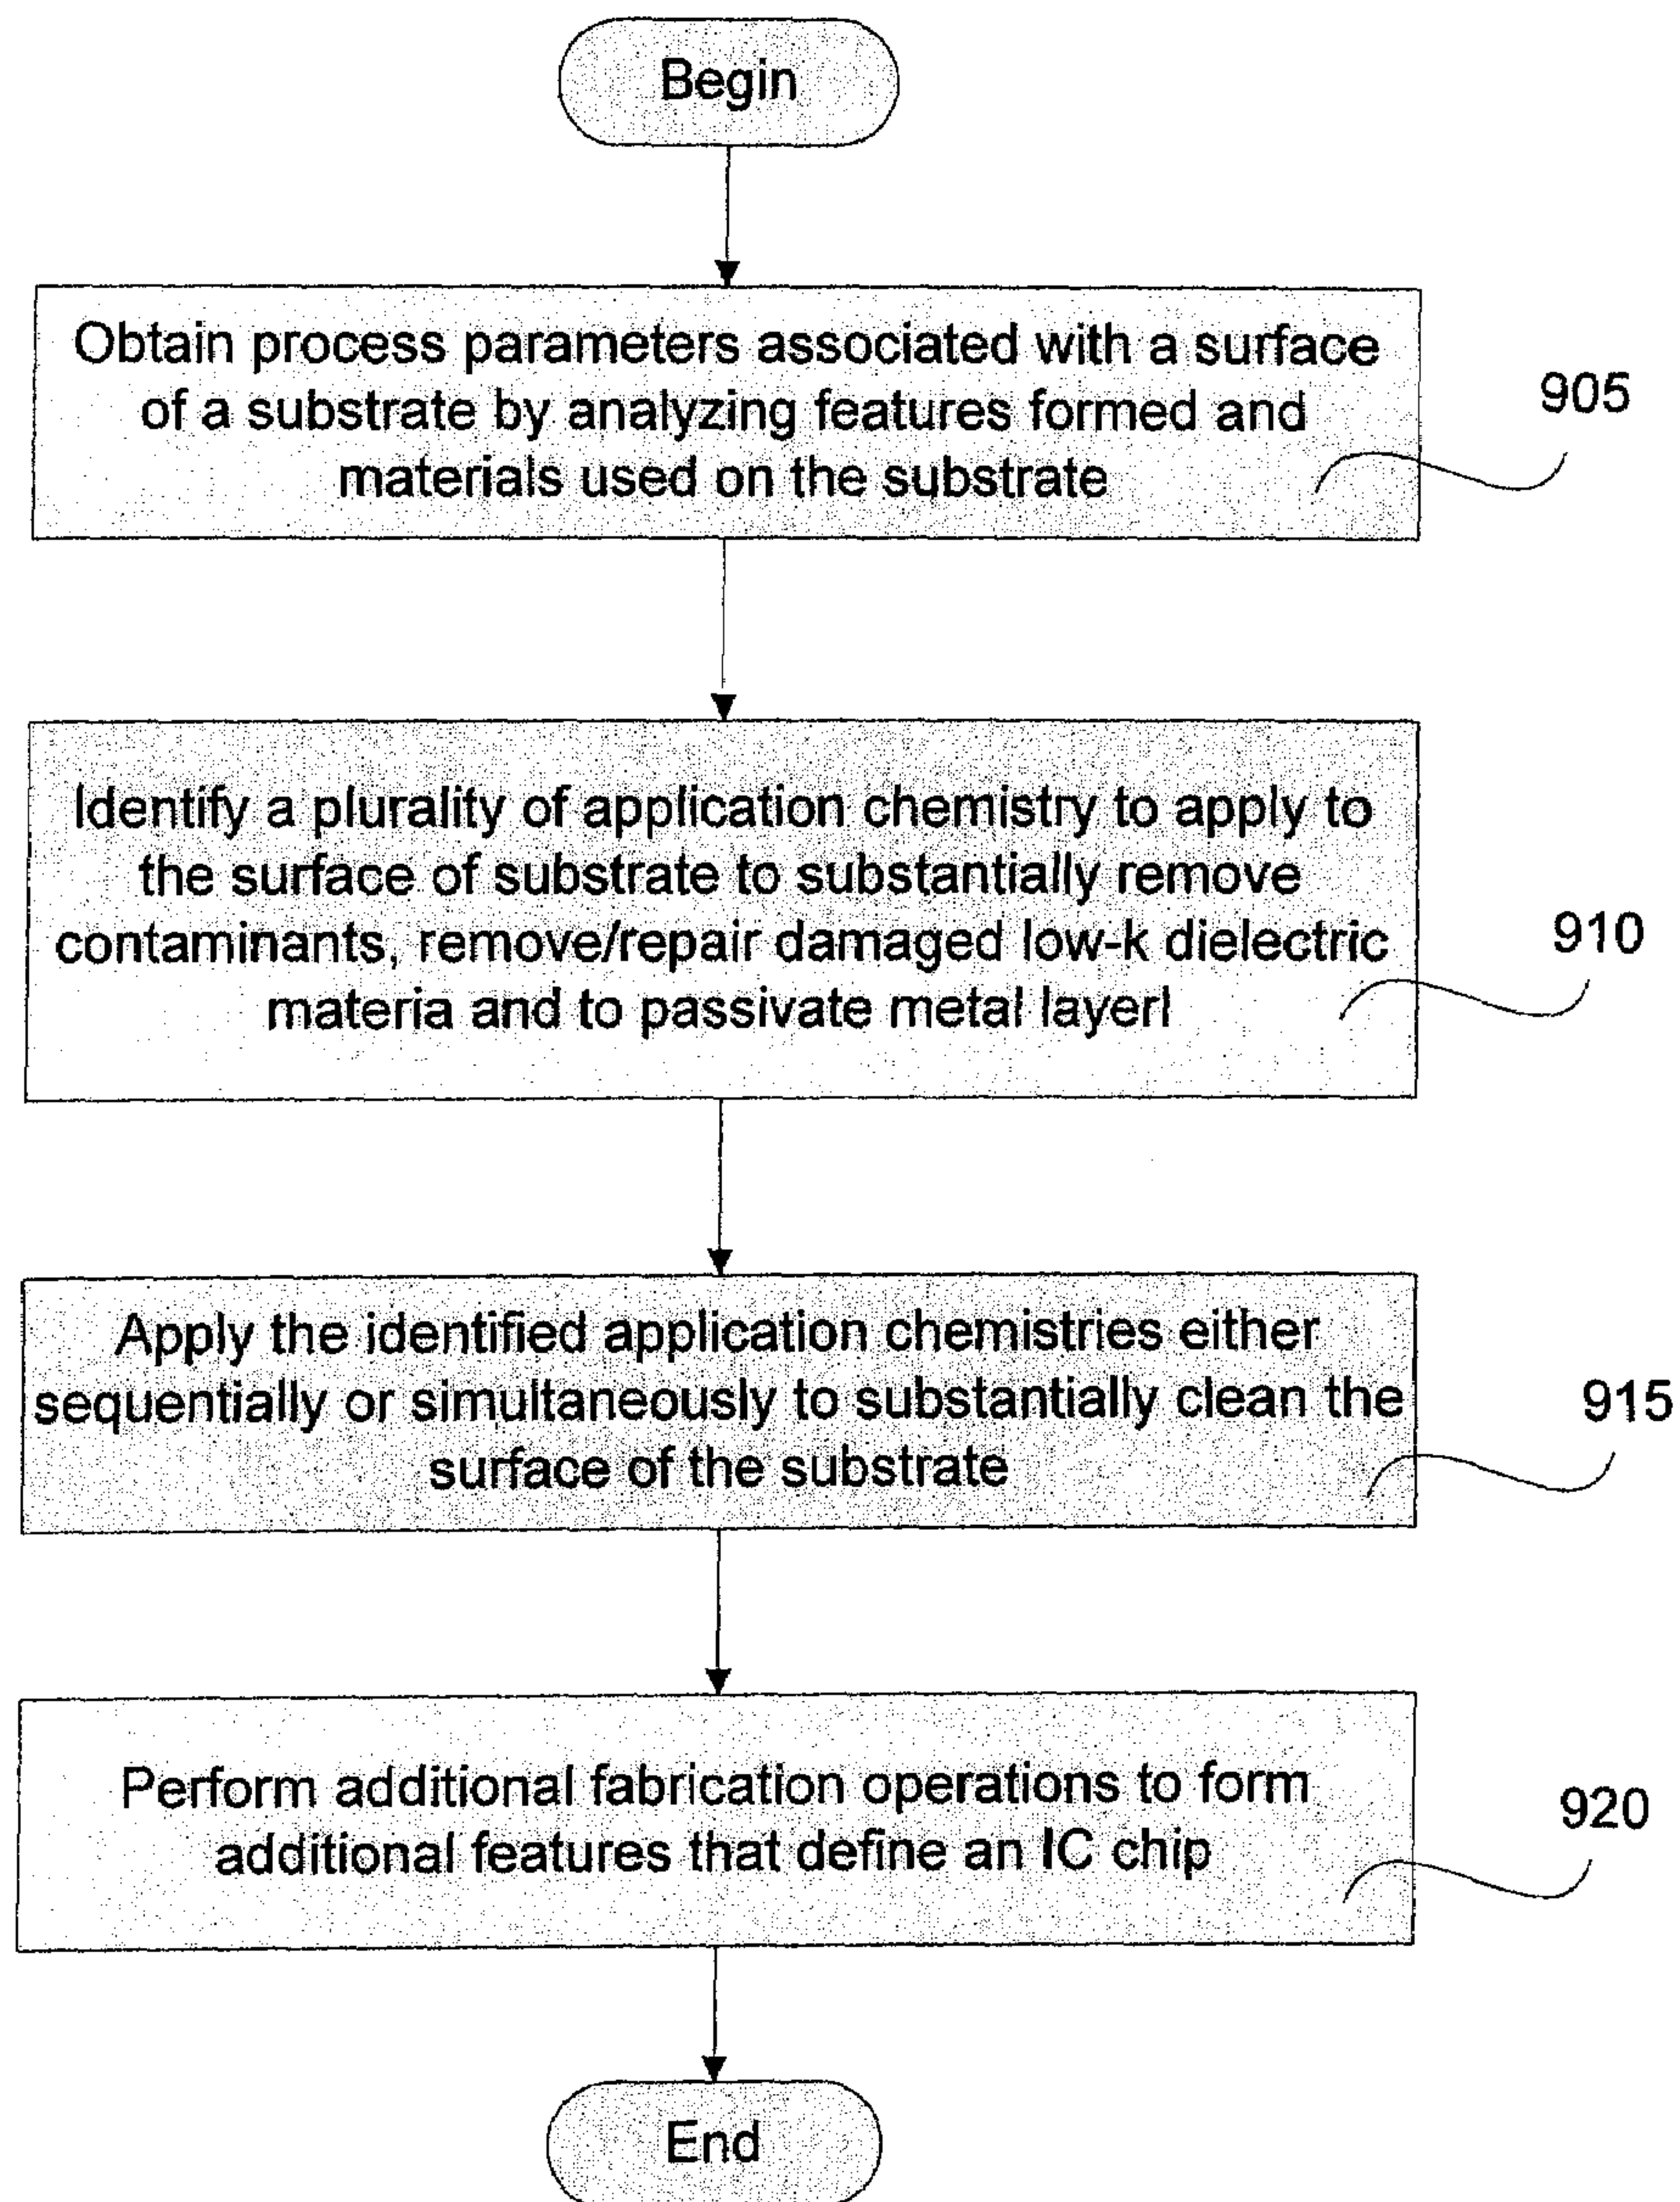 Begin
Obtain process parameters associated with a surface
of a substrate by analyzing features formed and
materials used on the substrate
905
Identify a plurality of application chemistry to apply to
the surface of substrate to substantially remove
contaminants, remove/repair damaged low-k dielectric
materia and to passivate metal layerl
910
Apply the identified application chemistries either
sequentially or simultaneously to substantially clean the
surface of the substrate
915
Perform additional fabrication operations to form
additional features that define an IC chip
920
End